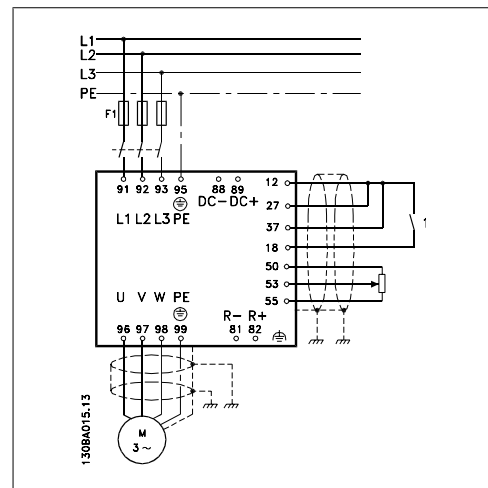 L1
L2
L3
PE
F1
91 92 93 95 88 89 12
DC- DC+
L1 L2 L3 PE
27
37
18
1
50
53
55
U V W PE
R- R+
96 97 98 99 81 82
M
3~
130BA015.13